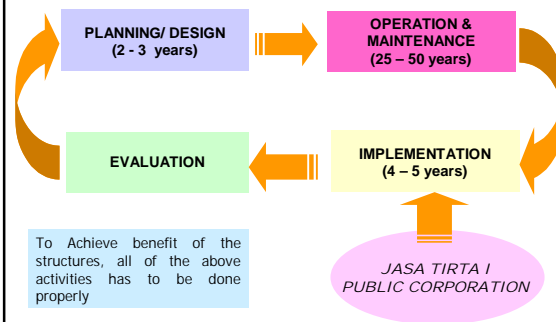 PLANNING/ DESIGN
(2 - 3 years)
OPERATION &
MAINTENANCE
(25 – 50 years)
EVALUATION
IMPLEMENTATION
(4 – 5 years)
To Achieve benefit of the
structures, all of the above
activities has to be done
properly
JASA TIRTA I
PUBLIC CORPORATION